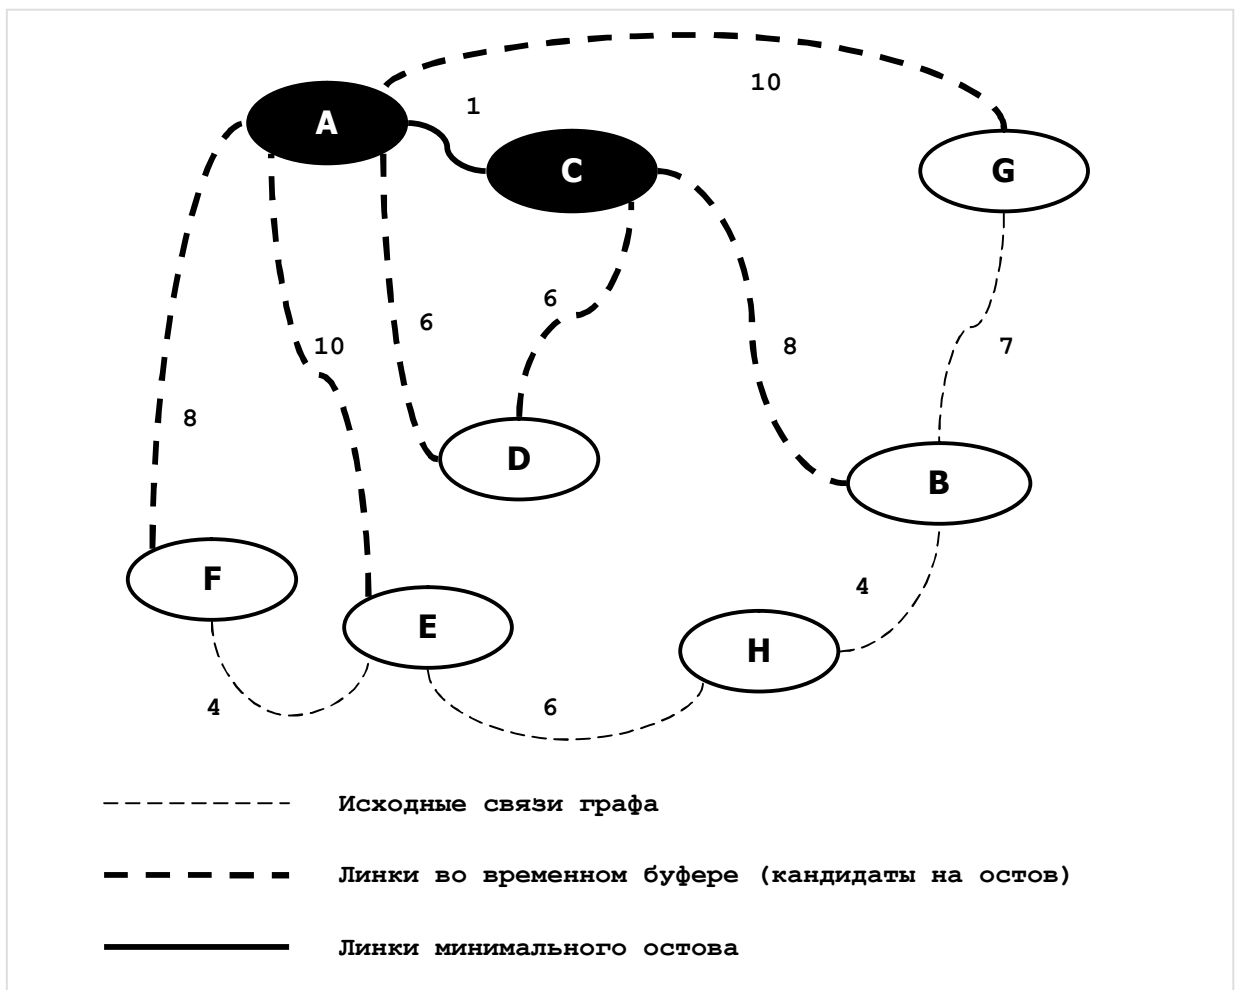 10
1
A
C
G
6
6
10
8
7
8
D
B
F
4
E
H
4
6
Исходные связи графа
Линки во временном буфере (кандидаты на остов)
Линки минимального остова